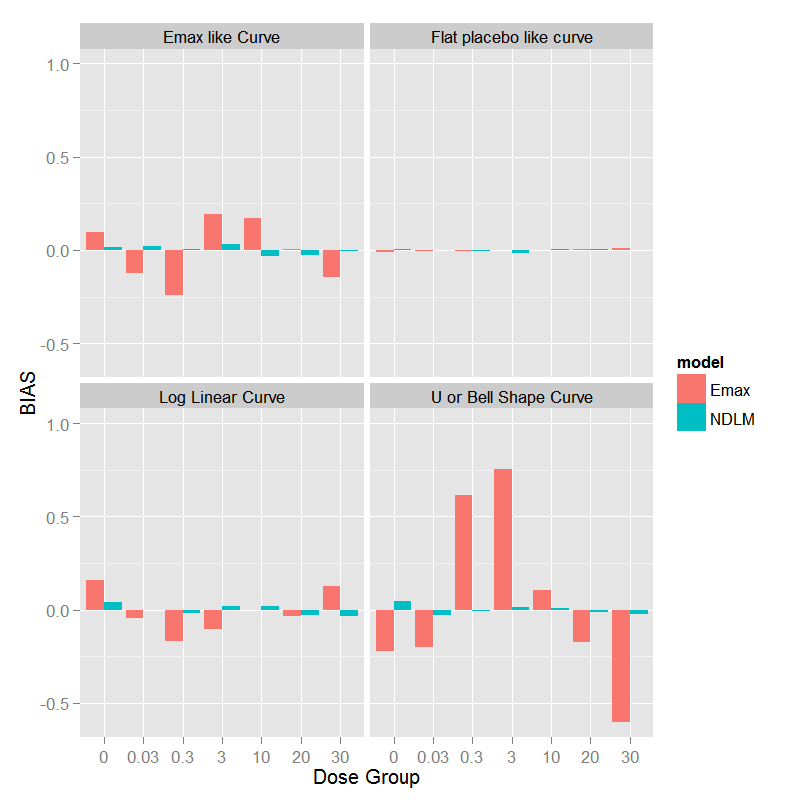 Emax like Curve
Flat placebo like curve
1.0
0.5
0.0
-0.5
BIAS
Log Linear Curve
U or Bell Shape Curve
1.0
0.5
0.0
-0.5
0 0.03 0.3 3 10 20 30
0 0.03 0.3 3 10 20 30
Dose Group
model
Emax
NDLM